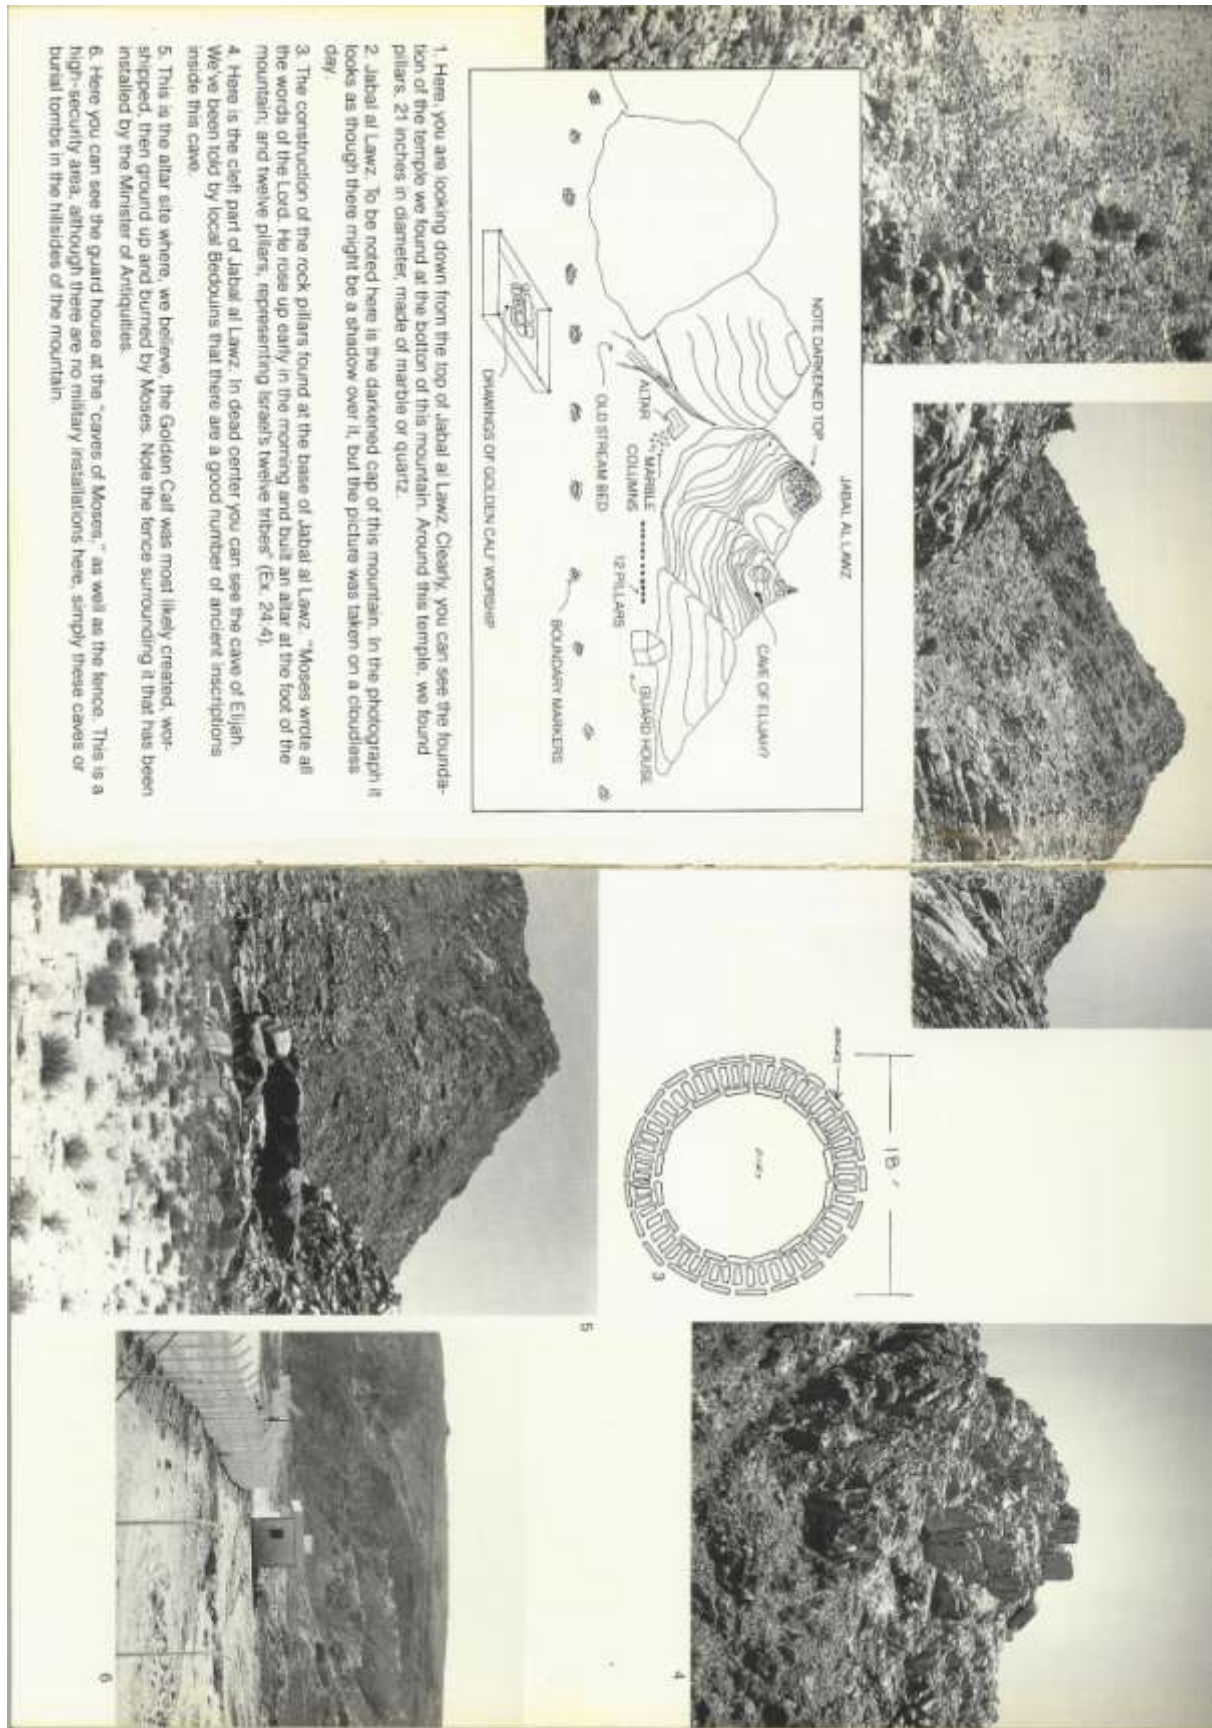 JABAL AL LAWZ
NOTE DARKENED TOP
CAVE OF ELIJAH?
ALTAR
MARBLE
COLUMNS
12 PILLARS
GUARD HOUSE
OLD STREAM BED
BOUNDARY MARKERS
DRAWINGS OF GOLDEN CALF WORSHIP
1. Here, you are looking down from the top of Jabal al Lawz. Clearly, you can see the founda-
tion of the temple we found at the bottom of this mountain. Around this temple, we found
pillars, 21 inches in diameter, made of marble or quartz.
2. Jabal al Lawz. To be noted here is the darkened cap of this mountain. In the photograph it
looks as though there might be a shadow over it, but the picture was taken on a cloudless
day.
3. The construction of the rock pillars found at the base of Jabal al Lawz. "Moses wrote all
the words of the Lord. He rose up early in the morning and built an altar at the foot of the
mountain, and twelve pillars, representing Israel's twelve tribes" (Ex. 24:4).
4. Here is the cleft part of Jabal al Lawz. In dead center you can see the cave of Elijah.
We've been told by local Bedouins that there are a good number of ancient inscriptions
inside this cave.
5. This is the altar site where, we believe, the Golden Calf was most likely created, wor-
shipped, then ground up and burned by Moses. Note the fence surrounding it that has been
installed by the Minister of Antiquities.
6. Here you can see the guard house at the "caves of Moses," as well as the fence. This is a
high-security area, although there are no military installations here, simply these caves or
burial tombs in the hillsides of the mountain.
18'
3
4
5
6